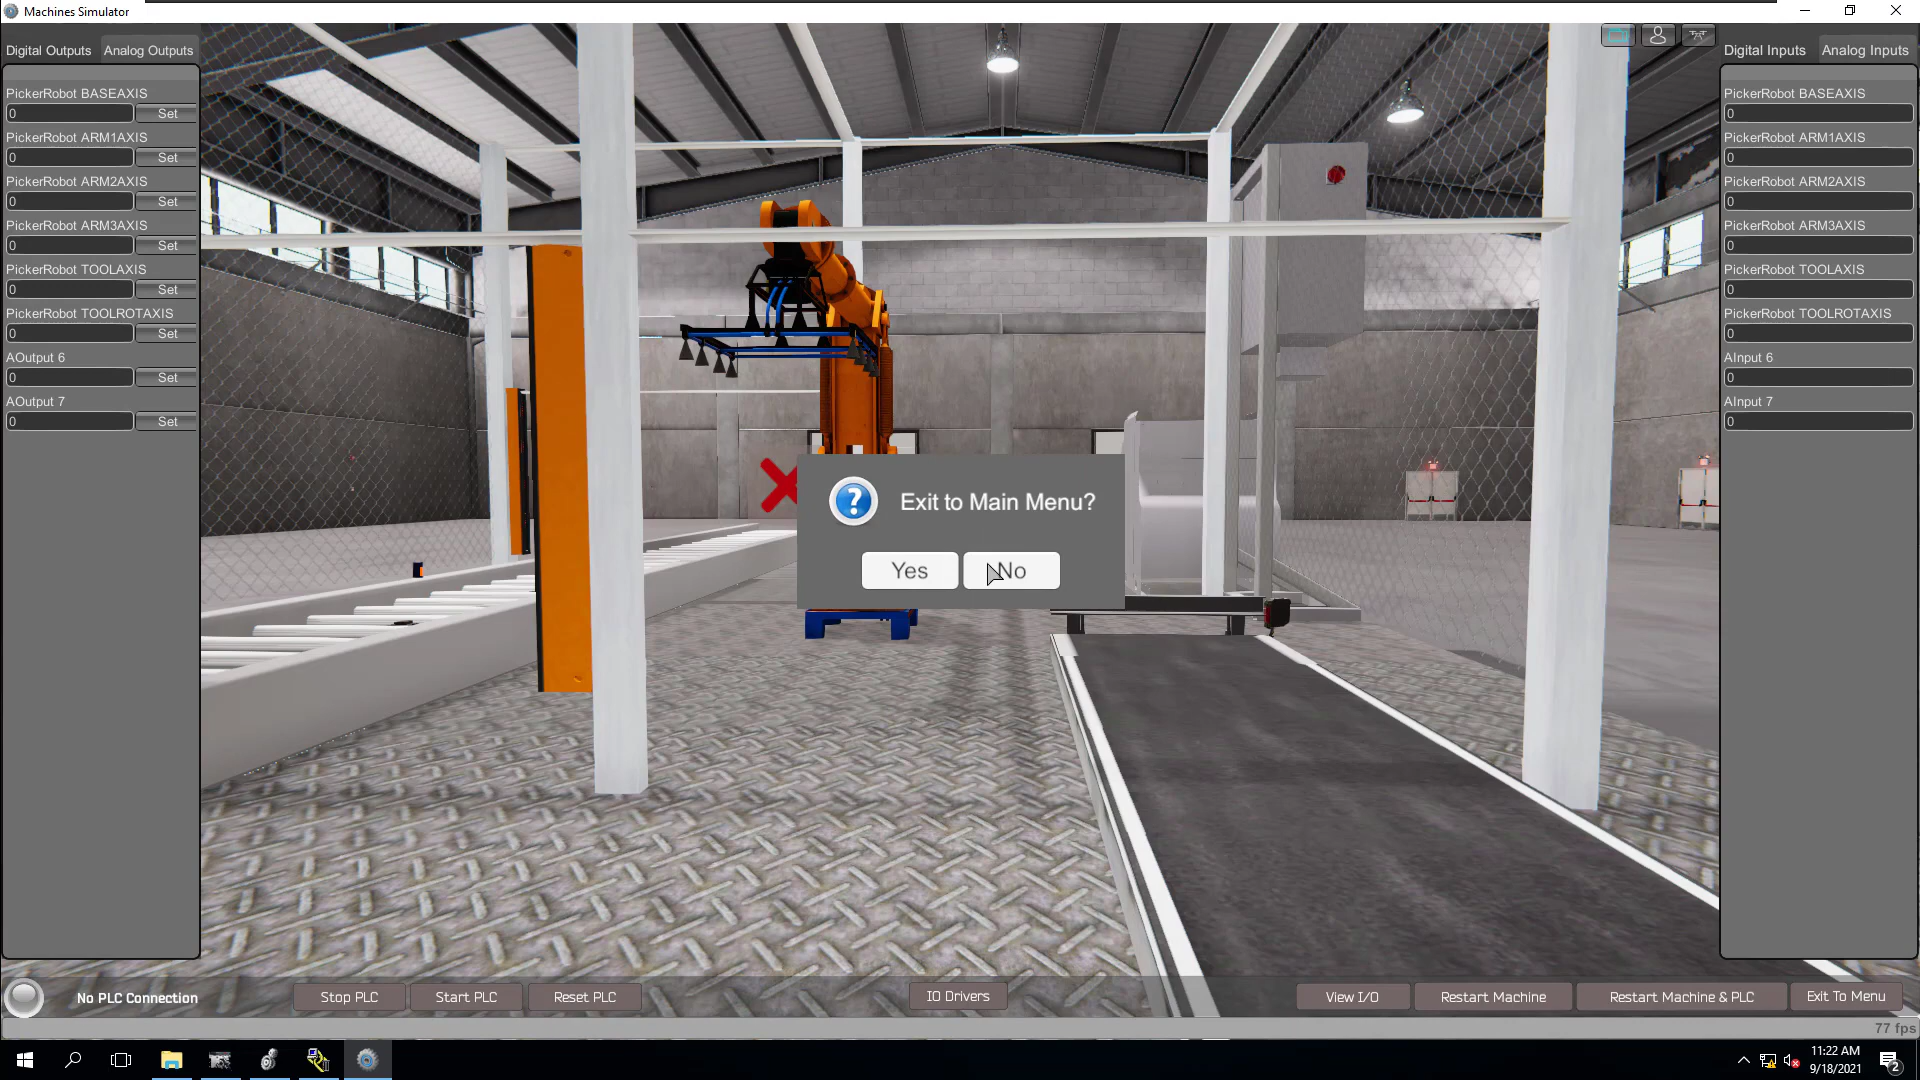 Machines Simulator
Digital Outputs
Analog Outputs
PickerRobot BASEAXIS
0
Set
PickerRobot ARM1AXIS
0
Set
PickerRobot ARM2AXIS
0
Set
PickerRobot ARM3AXIS
0
Set
PickerRobot TOOLAXIS
0
Set
PickerRobot TOOLROTAXIS
0
Set
AOutput 6
0
Set
AOutput 7
0
Set
Exit to Main Menu?
Yes
No
Digital Inputs
Analog Inputs
PickerRobot BASEAXIS
0
PickerRobot ARM1AXIS
0
PickerRobot ARM2AXIS
0
PickerRobot ARM3AXIS
0
PickerRobot TOOLAXIS
0
PickerRobot TOOLROTAXIS
0
AInput 6
0
AInput 7
0
No PLC Connection
Stop PLC
Start PLC
Reset PLC
IO Drivers
View I/O
Restart Machine
Restart Machine & PLC
Exit To Menu
77 fps
11:22 AM
9/18/2021
2